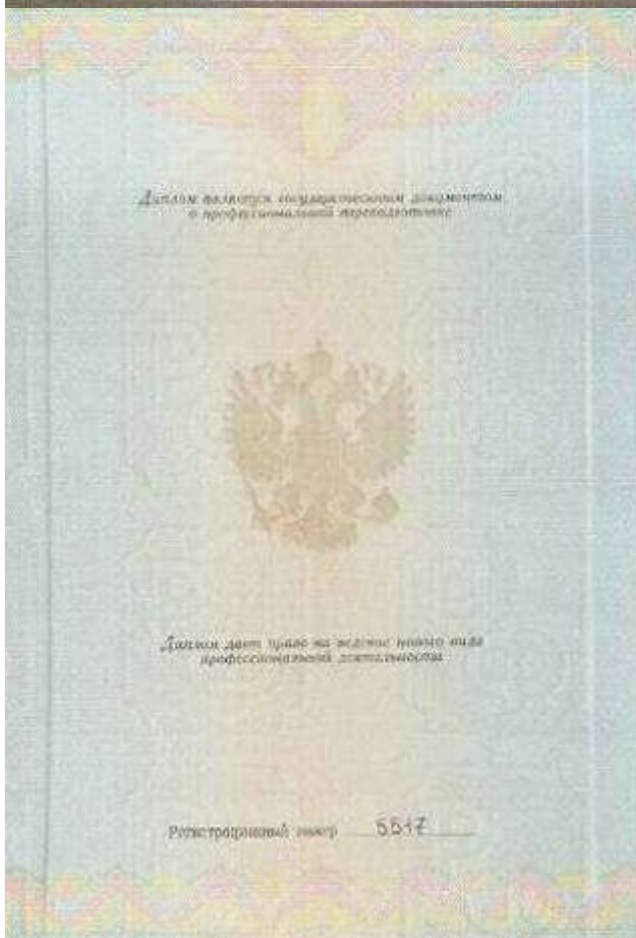 Диплом является государственным документом
о профессиональной переподготовке
Диплом дает право на ведение нового вида
профессиональной деятельности
Регистрационный номер 5517